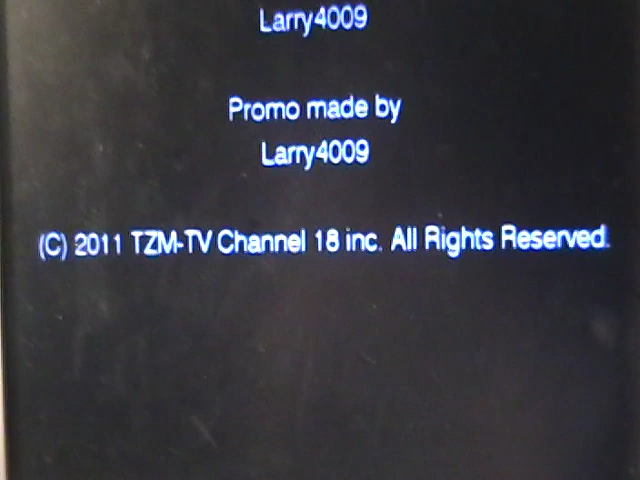 Larry4009
Promo made by
Larry4009
(C) 2011 TZM-TV Channel 18 inc. All Rights Reserved.